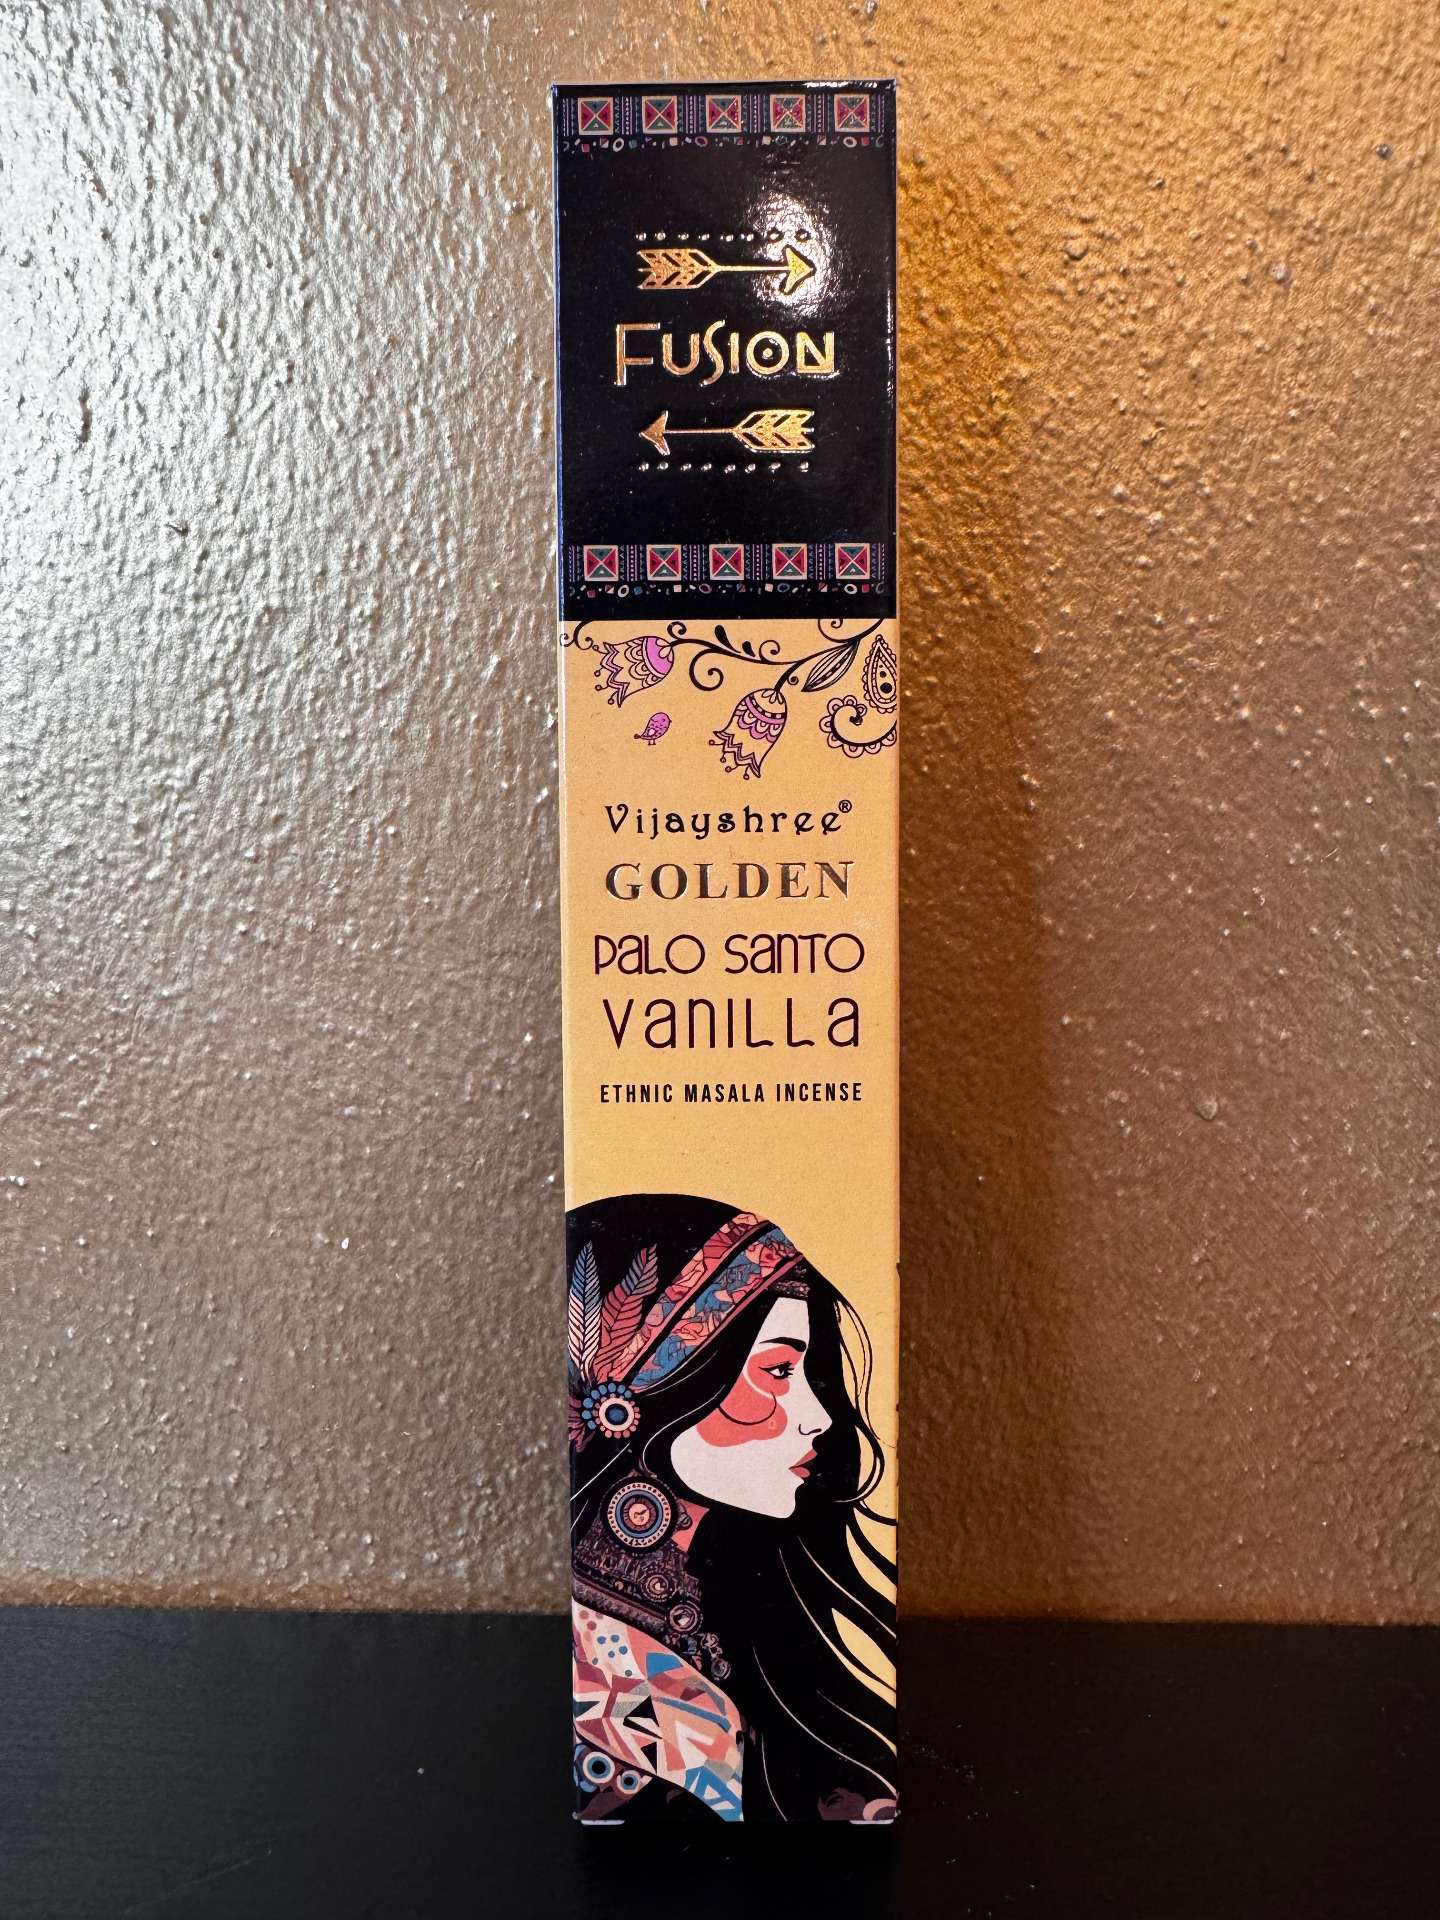 FUSION
Vijayshree®
GOLDEN
PALO SANTO
VANILLA
ETHNIC MASALA INCENSE